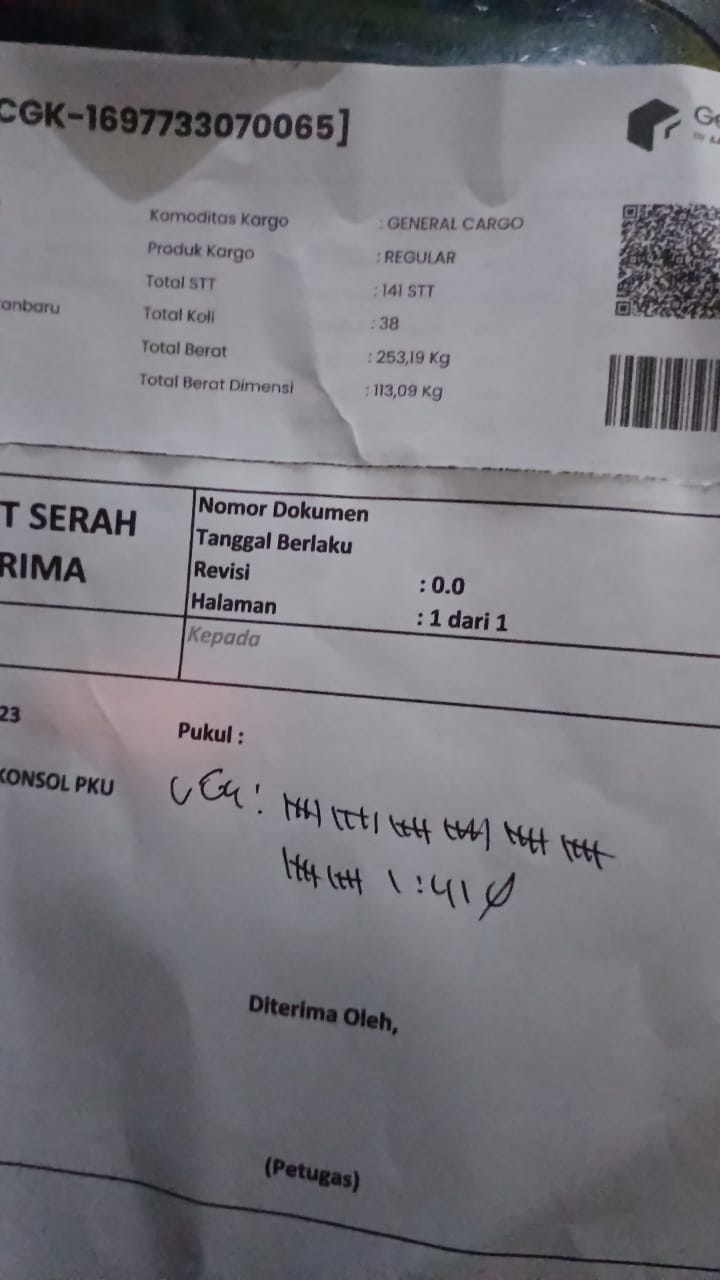 CGK-1697733070065]
Ge
Komoditas Kargo : GENERAL CARGO
Produk Kargo : REGULAR
Total STT : 141 STT
anbaru Total Koli : 38
Total Berat : 253,19 Kg
Total Berat Dimensi : 113,09 Kg
T SERAH
RIMA
Nomor Dokumen
Tanggal Berlaku
Revisi : 0.0
Halaman : 1 dari 1
Kepada
23 Pukul :
KONSOL PKU
1 : 41
Diterima Oleh,
(Petugas)